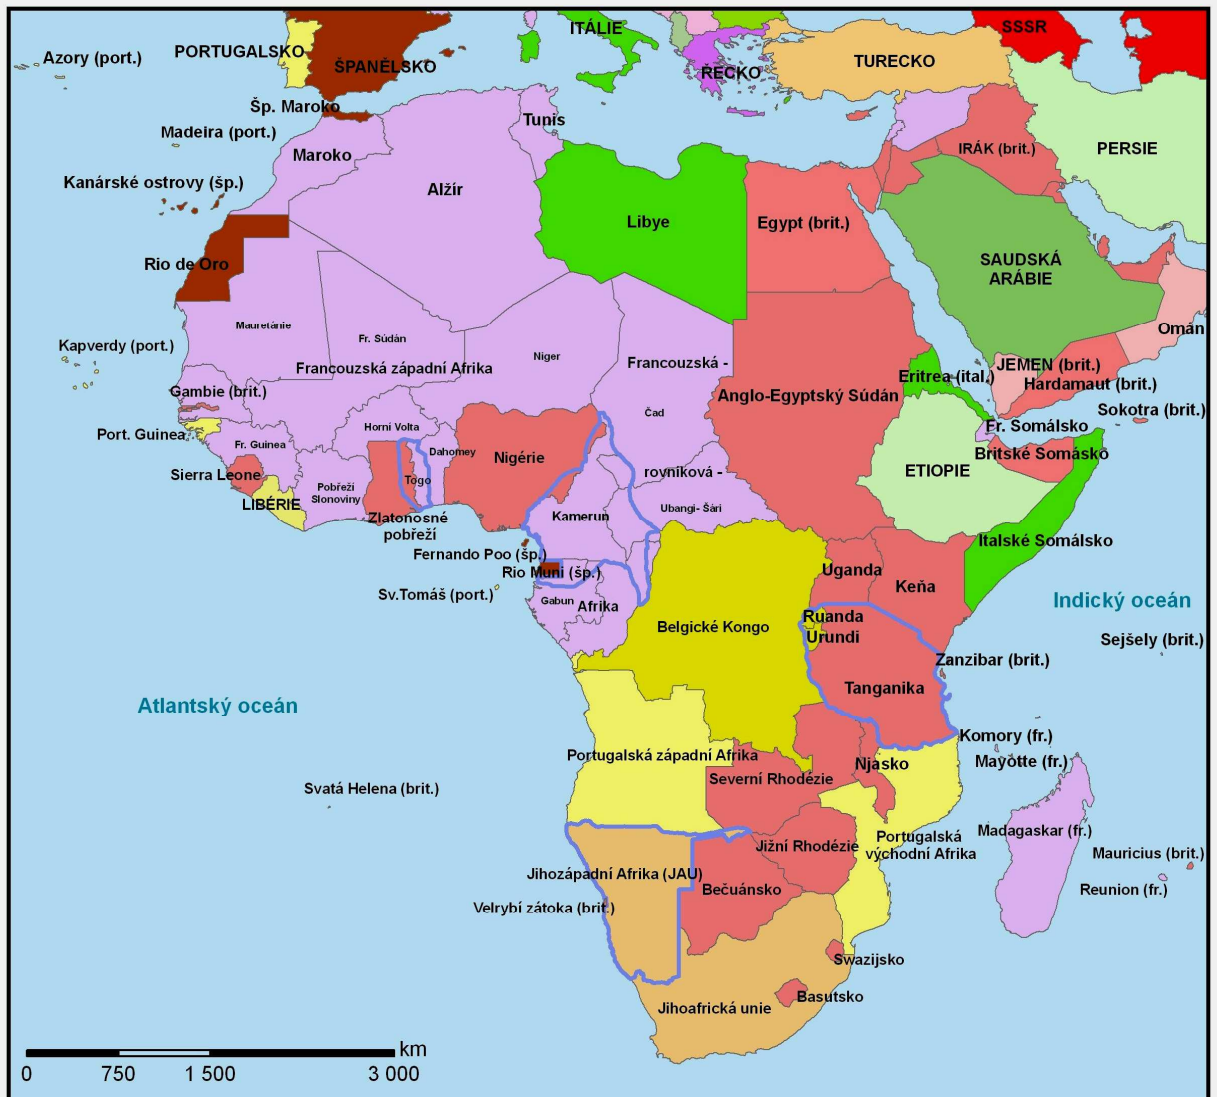 ITÁLIE
SSSR
Azory (port.)
PORTUGALSKO
ŠPANĚLSKO
ŘECKO
TURECKO
Šp. Maroko
Tunis
Madeira (port.)
Maroko
IRÁK (brit.)
PERSIE
Kanárské ostrovy (šp.)
Alžír
Libye
Egypt (brit.)
Rio de Oro
SAUDSKÁ
ARÁBIE
Mauretánie
Fr. Súdán
Omán
Kapverdy (port.)
Niger
Francouzská -
Francouzská západní Afrika
JEMEN (brit.)
Eritrea (ital.)
Hardamaut (brit.)
Gambie (brit.)
Anglo-Egyptský Súdán
Čad
Sokotra (brit.)
Horní Volta
Fr. Somálsko
Port. Guinea
Fr. Guinea
Dahomey
Nigérie
Britské Somásko
Sierra Leone
Togo
rovníková -
ETIOPIE
Pobřeží
Slonoviny
LIBÉRIE
Ubangi- Šári
Kamerun
Zlatonosné
pobřeží
Italské Somálsko
Fernando Poo (šp.)
Rio Muni (šp.)
Uganda
Keňa
Sv.Tomáš (port.)
Gabun
Afrika
Indický oceán
Ruanda
Urundi
Belgické Kongo
Sejšely (brit.)
Zanzibar (brit.)
Tanganika
Atlantský oceán
Komory (fr.)
Portugalská západní Afrika
Mayotte (fr.)
Njasko
Severní Rhodézie
Svatá Helena (brit.)
Madagaskar (fr.)
Portugalská
východní Afrika
Jižní Rhodézie
Mauricius (brit.)
Jihozápadní Afrika (JAU)
Bečuánsko
Reunion (fr.)
Velrybí zátoka (brit.)
Swazijsko
Basutsko
Jihoafrická unie
km
0 750 1 500 3 000